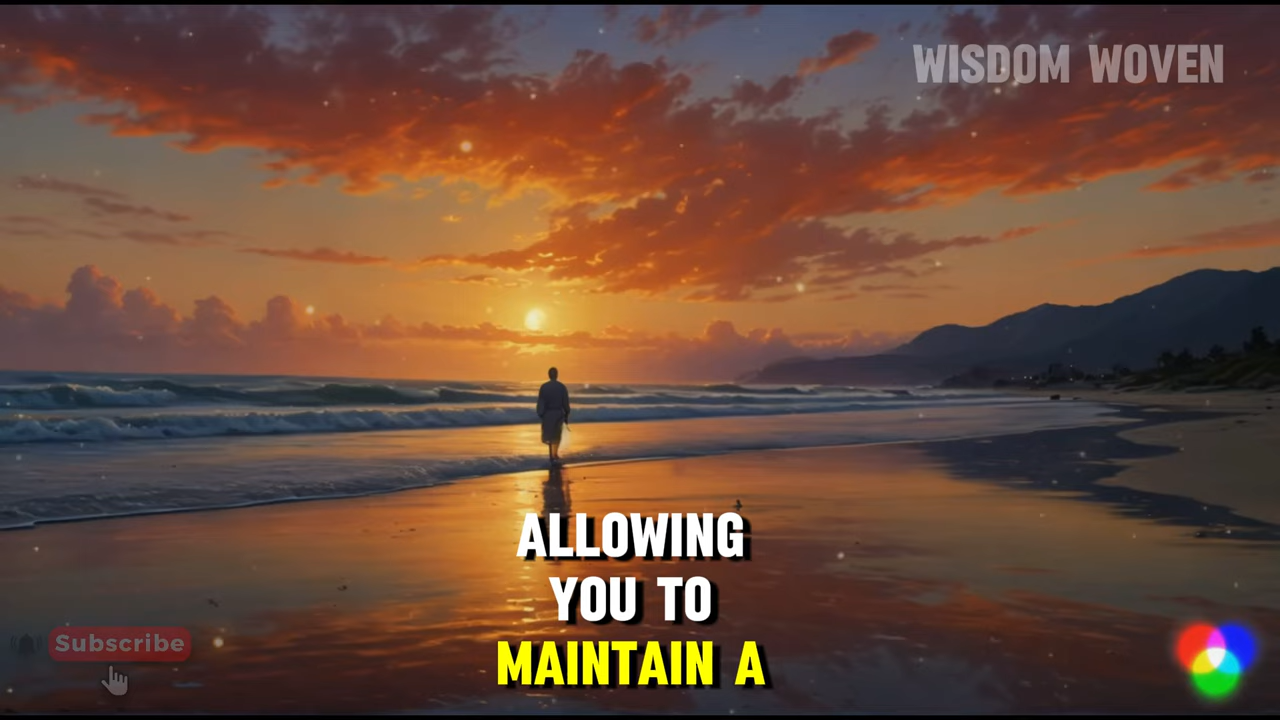 WISDOM WOVEN
ALLOWING
YOU TO
MAINTAIN A
Subscribe